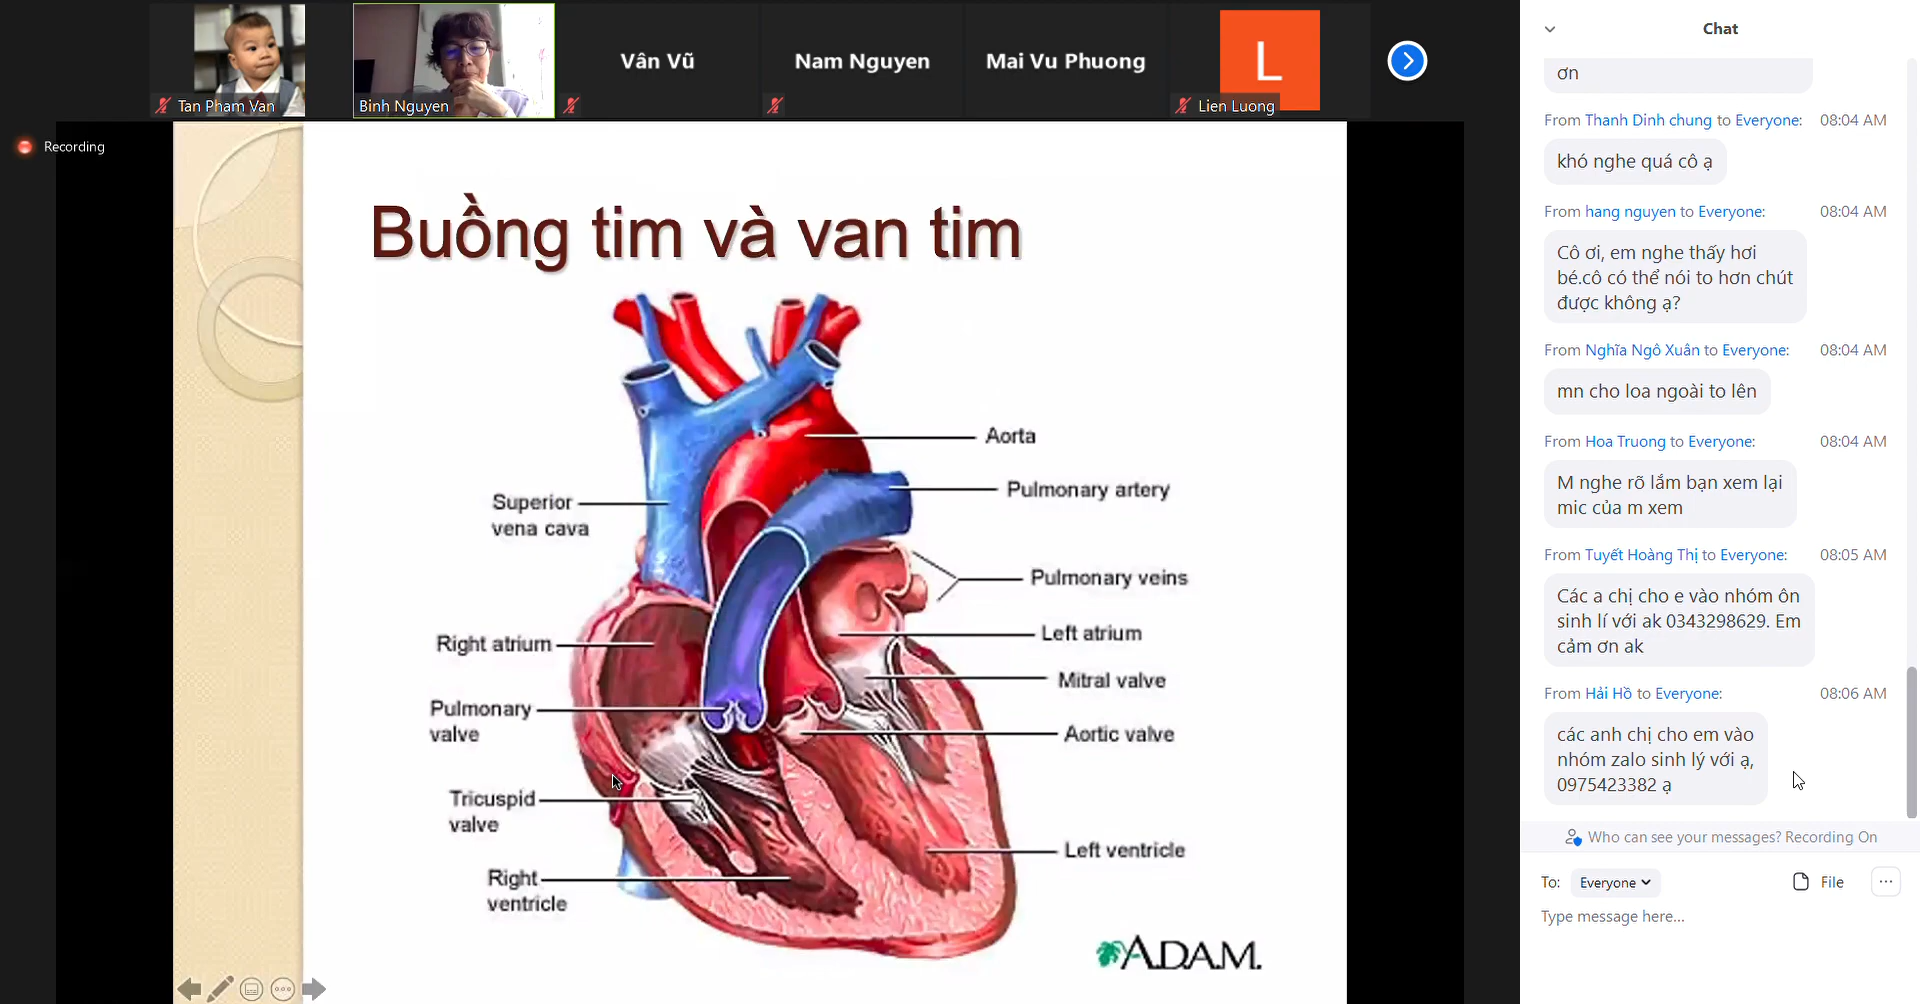 Tan Pham Van
Binh Nguyen
Vân Vũ
Nam Nguyen
Mai Vu Phuong
L
Lien Luong
Recording
Buồng tim và van tim
Aorta
Pulmonary artery
Superior
vena cava
Pulmonary veins
Left atrium
Right atrium
Mitral valve
Pulmonary
valve
Aortic valve
Tricuspid
valve
Left ventricle
Right
ventricle
A.D.A.M.
Chat
ơn
From Thanh Dinh chung to Everyone: 08:04 AM
khó nghe quá cô ạ
From hang nguyen to Everyone: 08:04 AM
Cô ơi, em nghe thấy hơi
bé.cô có thể nói to hơn chút
được không ạ?
From Nghĩa Ngô Xuân to Everyone: 08:04 AM
mn cho loa ngoài to lên
From Hoa Truong to Everyone: 08:04 AM
M nghe rõ lắm bạn xem lại
mic của m xem
From Tuyết Hoàng Thị to Everyone: 08:05 AM
Các a chị cho e vào nhóm ôn
sinh lí với ak 0343298629. Em
cảm ơn ak
From Hải Hồ to Everyone: 08:06 AM
các anh chị cho em vào
nhóm zalo sinh lý với ạ,
0975423382 ạ
Who can see your messages? Recording On
To: Everyone File
Type message here...